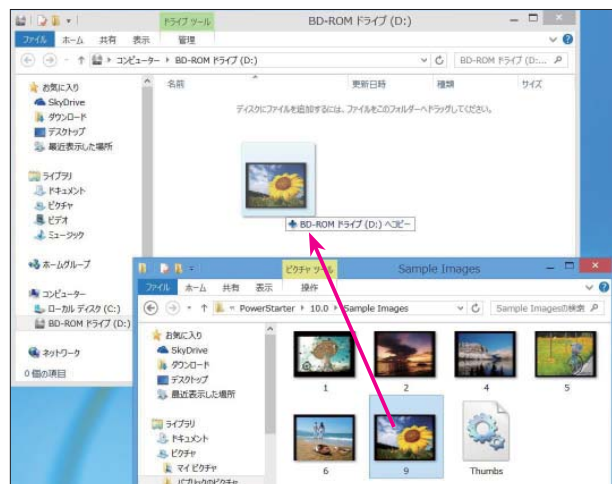 ドライブ ツール
BD-ROM ドライブ (D:)
ファイル ホーム 共有 表示 管理
コンピューター ▸ BD-ROM ドライブ (D:)
BD-ROM ドライブ (D:...
名前 更新日時 種類 サイズ
ディスクにファイルを追加するには、ファイルをこのフォルダーへドラッグしてください。
お気に入り
SkyDrive
ダウンロード
デスクトップ
最近表示した場所
ライブラリ
ドキュメント
ピクチャ
ビデオ
ミュージック
ホームグループ
コンピューター
ローカル ディスク (C:)
BD-ROM ドライブ (D:)
ネットワーク
0 個の項目
BD-ROM ドライブ (D:) へコピー
ピクチャ ツール
Sample Images
ファイル ホーム 共有 表示 操作
PowerStarter ▸ 10.0 ▸ Sample Images
Sample Imagesの検索
お気に入り
SkyDrive
ダウンロード
デスクトップ
最近表示した場所
ライブラリ
ドキュメント
ピクチャ
マイ ピクチャ
パブリックのピクチャ
1 2 4 5
6 9 Thumbs